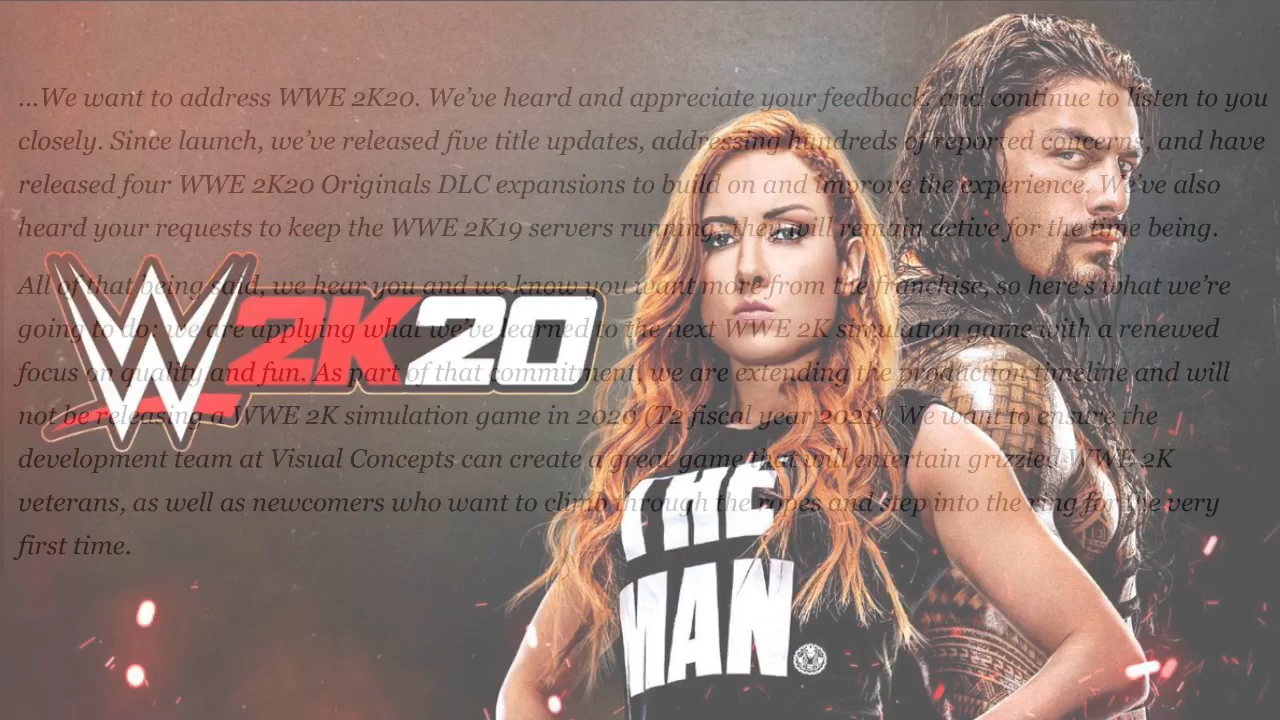 ...We want to address WWE 2K20. We've heard and appreciate your feedback, and continue to listen to you
closely. Since launch, we've released five title updates, addressing hundreds of reported concerns, and have
released four WWE 2K20 Originals DLC expansions to build on and improve the experience. We've also
heard your requests to keep the WWE 2K19 servers running; they will remain active for the time being.
All of that being said, we hear you and we know you want more from the franchise, so here's what we're
going to do: we are applying what we've learned to the next WWE 2K simulation game with a renewed
focus on quality and fun. As part of that commitment, we are extending the production timeline and will
not be releasing a WWE 2K simulation game in 2020 (T2 fiscal year 2021). We want to ensure the
development team at Visual Concepts can create a great game that will entertain grizzled WWE 2K
veterans, as well as newcomers who want to climb through the ropes and step into the ring for the very
first time.
W 2K20
THE
MAN